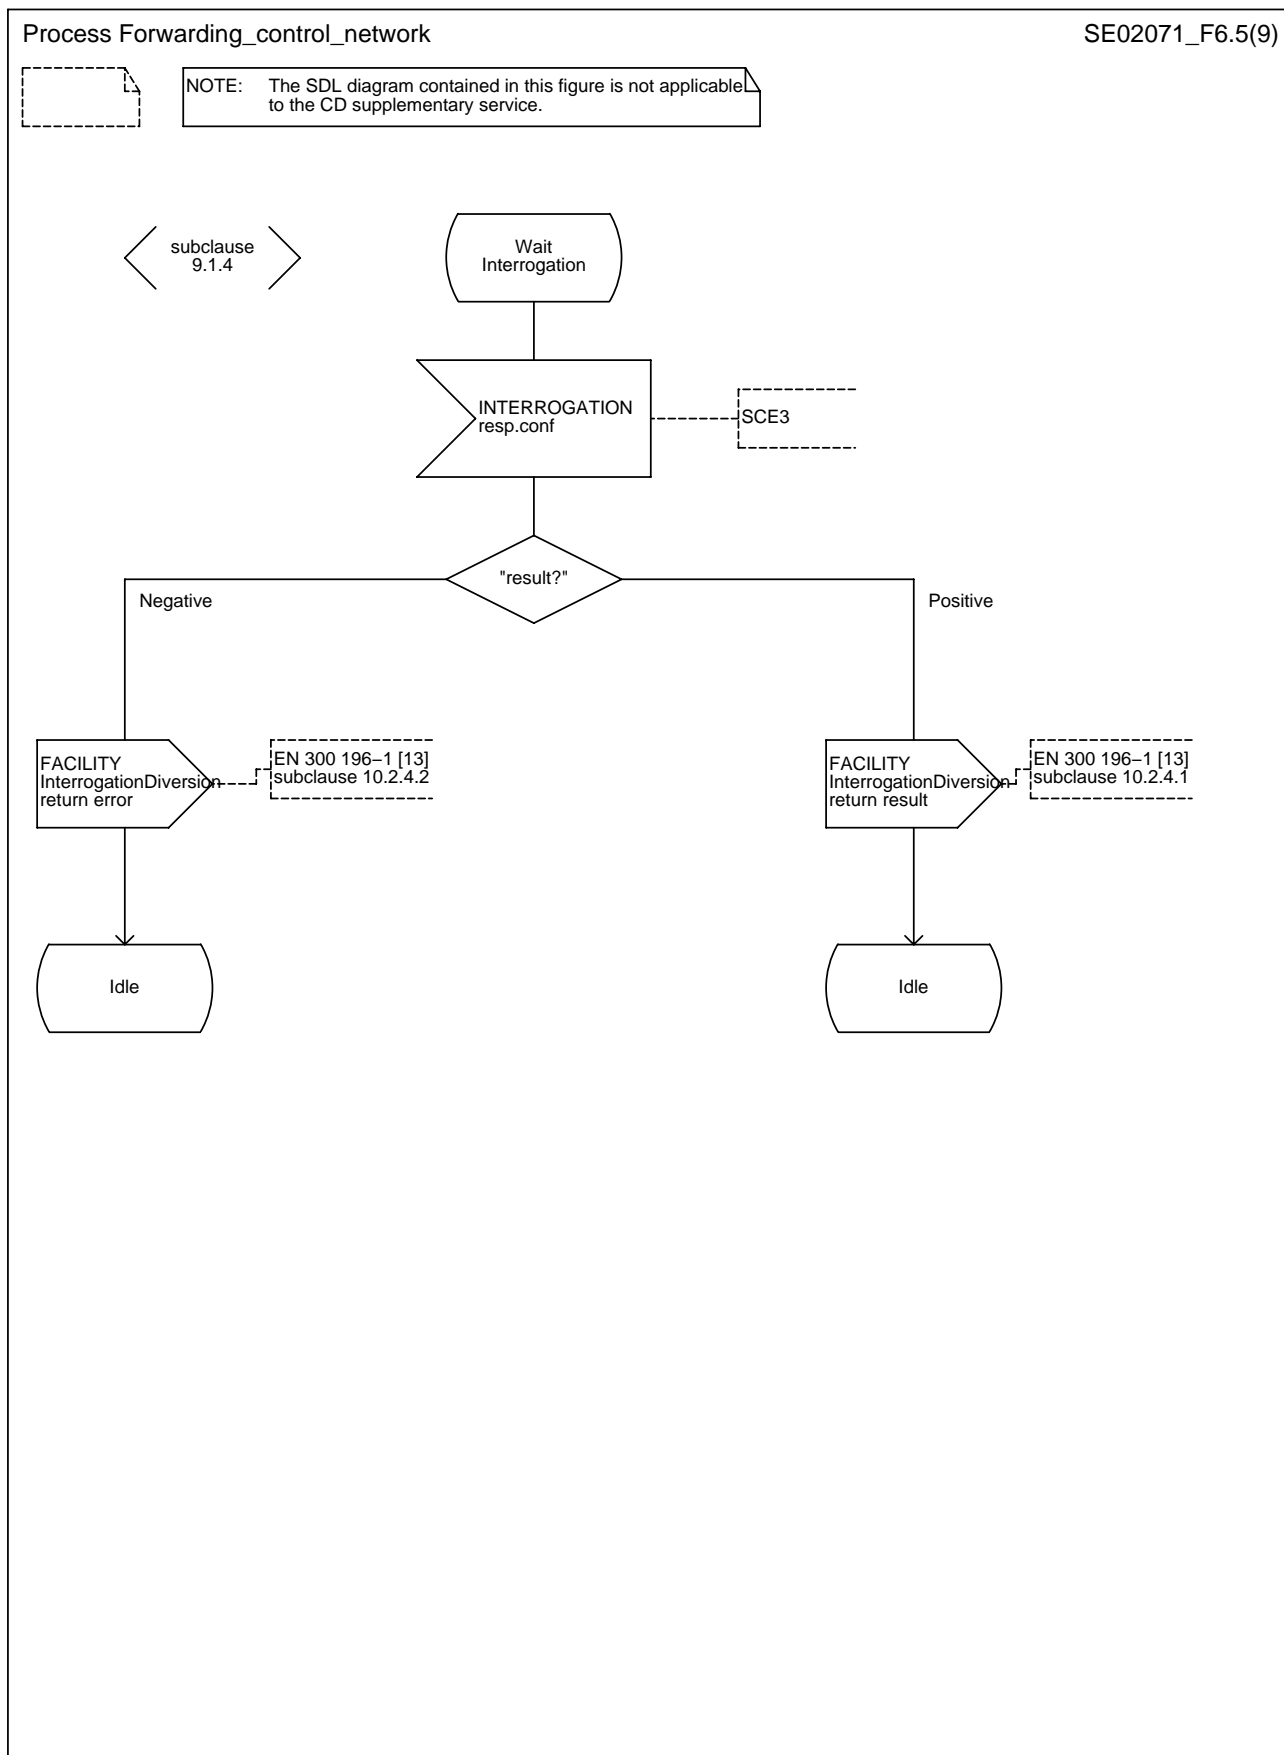 Process Forwarding_control_network
SE02071_F6.5(9)
NOTE: The SDL diagram contained in this figure is not applicable
to the CD supplementary service.
subclause
9.1.4
Wait
Interrogation
INTERROGATION
resp.conf
SCE3
"result?"
Negative
Positive
FACILITY
InterrogationDiversion
return error
EN 300 196−1 [13]
subclause 10.2.4.2
FACILITY
InterrogationDiversion
return result
EN 300 196−1 [13]
subclause 10.2.4.1
Idle
Idle